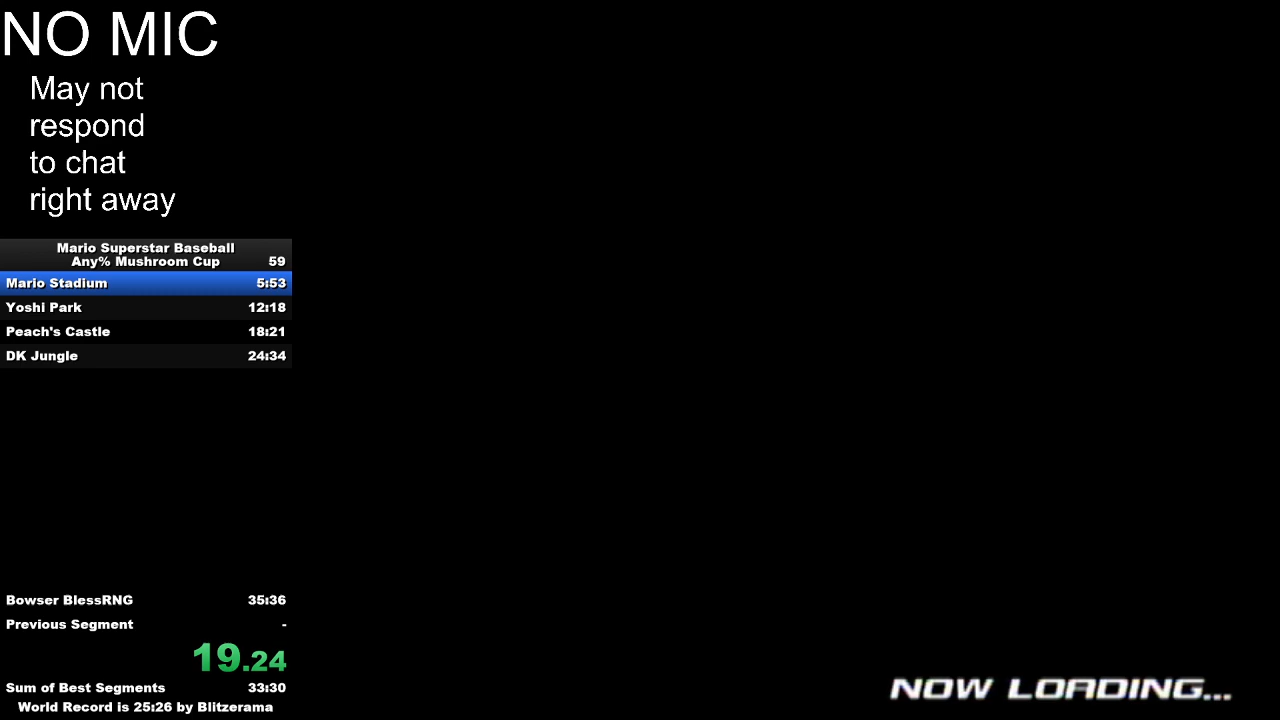 NO MIC
May not
respond
to chat
right away
Mario Superstar Baseball
Any% Mushroom Cup 59
Mario Stadium 5:53
Yoshi Park 12:18
Peach's Castle 18:21
DK Jungle 24:34
Bowser BlessRNG 35:36
Previous Segment -
19.24
Sum of Best Segments 33:30
World Record is 25:26 by Blitzerama
NOW LOADING...